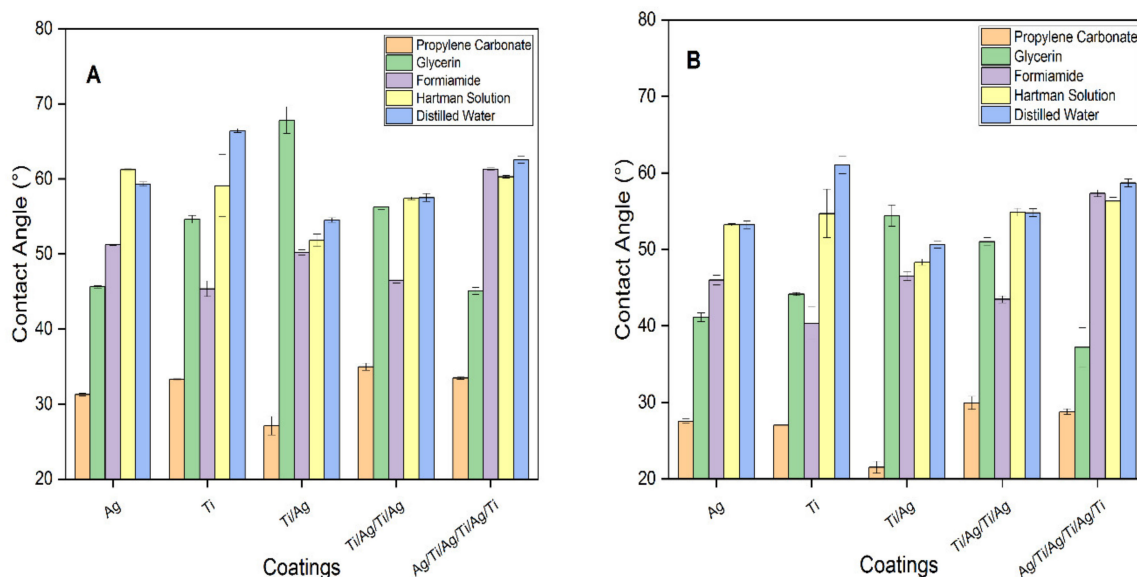 A
Propylene Carbonate
Glycerin
Formiamide
Hartman Solution
Distilled Water
Contact Angle (°)
80
70
60
50
40
30
20
Ag
Ti
Ti/Ag
Ti/Ag/Ti/Ag
Ag/Ti/Ag/Ti/Ag/Ti
Coatings
B
Propylene Carbonate
Glycerin
Formiamide
Hartman Solution
Distilled Water
Contact Angle (°)
80
70
60
50
40
30
20
Ag
Ti
Ti/Ag
Ti/Ag/Ti/Ag
Ag/Ti/Ag/Ti/Ag/Ti
Coatings